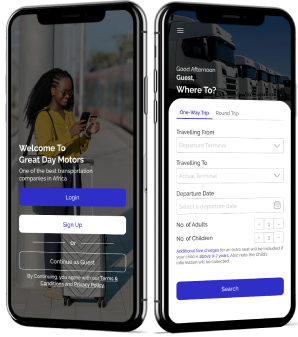 Welcome To
Great Day Motors
One of the best transportation
companies in Africa
Login
Sign Up
Or
Continue as Guest
By Continuing, you agree with our Terms &
Conditions and Privacy Policy.
Good Afternoon
Guest,
Where To?
One-Way Trip
Round Trip
Travelling From
Departure Terminal
Travelling To
Arrival Terminal
Departure Date
Select a departure date
No. of Adults
- 1 +
No. of Children
Additional fare charges for an extra seat will be included if
your child is above
Also note the Child's
information will be collected.
Search